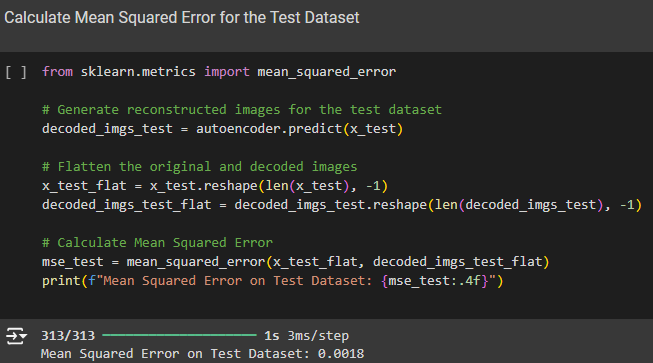 Calculate Mean Squared Error for the Test Dataset
[ ] from sklearn.metrics import mean_squared_error
# Generate reconstructed images for the test dataset
decoded_imgs_test = autoencoder.predict(x_test)
# Flatten the original and decoded images
x_test_flat = x_test.reshape(len(x_test), -1)
decoded_imgs_test_flat = decoded_imgs_test.reshape(len(decoded_imgs_test), -1)
# Calculate Mean Squared Error
mse_test = mean_squared_error(x_test_flat, decoded_imgs_test_flat)
print(f"Mean Squared Error on Test Dataset: {mse_test:.4f}")
313/313 ━━━━━━━━━━━━━━━━━━━━ 1s 3ms/step
Mean Squared Error on Test Dataset: 0.0018